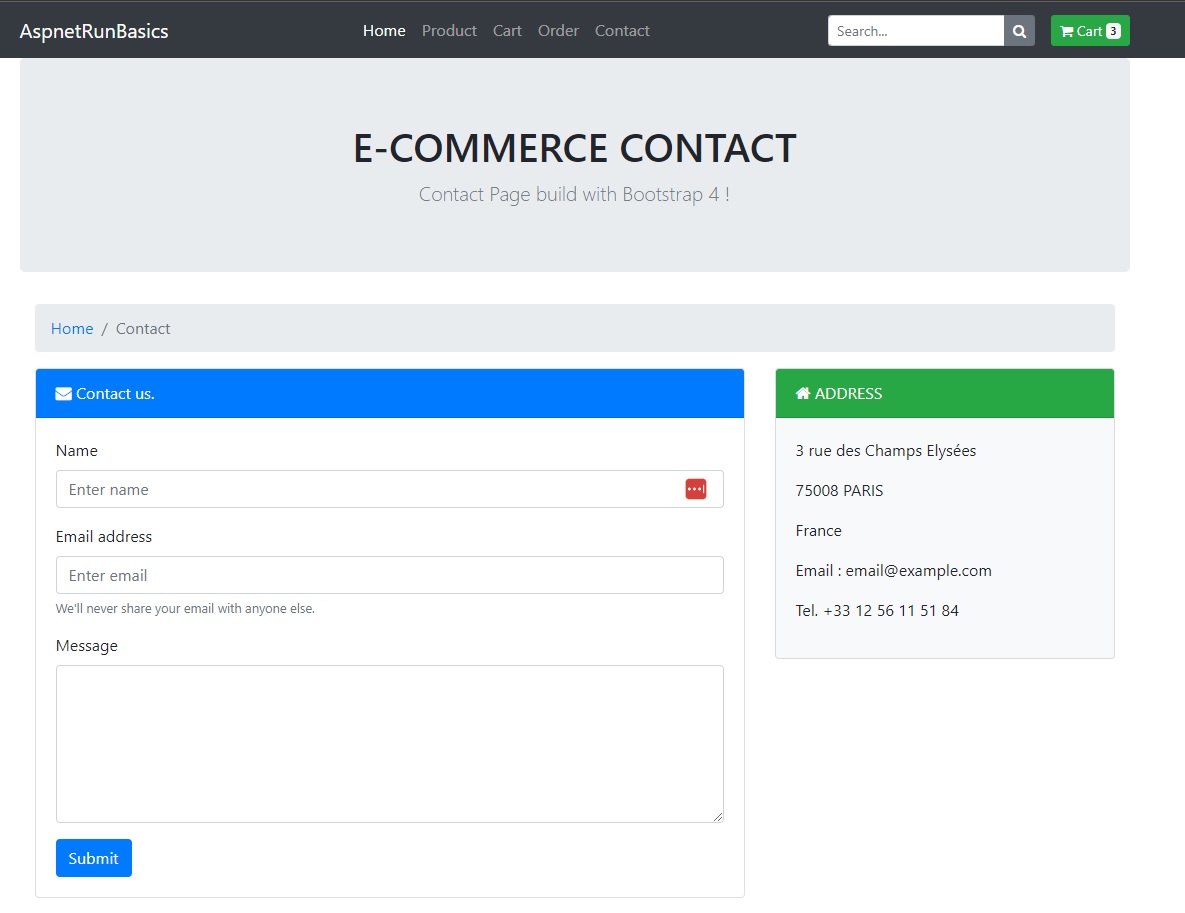 AspnetRunBasics Home Product Cart Order Contact Search... Cart 3
E-COMMERCE CONTACT
Contact Page build with Bootstrap 4 !
Home / Contact
Contact us.
Name
Enter name
Email address
Enter email
We'll never share your email with anyone else.
Message
Submit
ADDRESS
3 rue des Champs Elysées
75008 PARIS
France
Email : email@example.com
Tel. +33 12 56 11 51 84